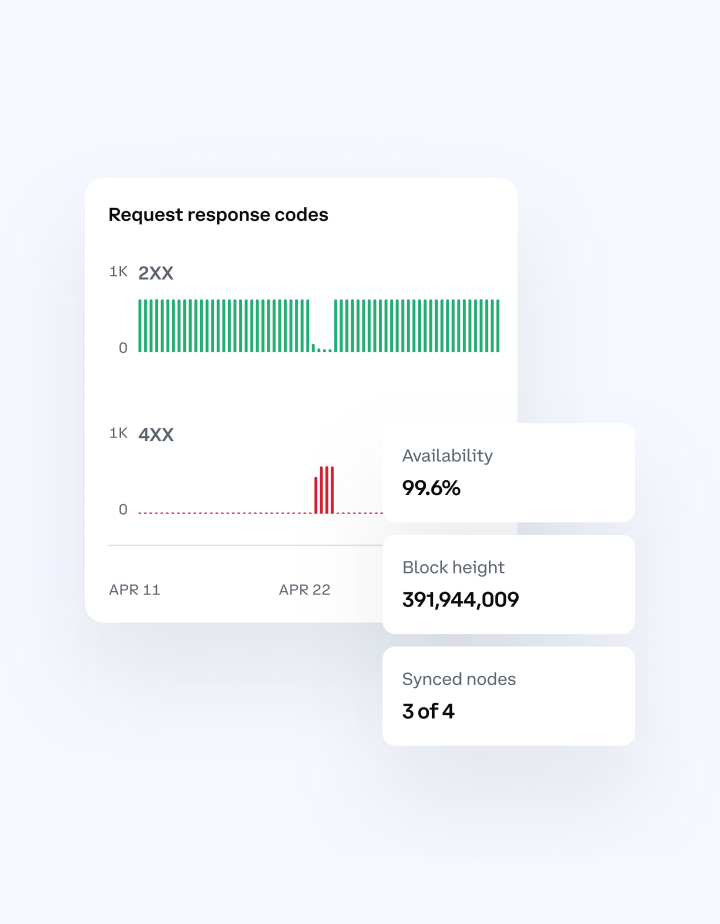 Request response codes
1K 2XX
0
1K 4XX
0
APR 11 APR 22
Availability
99.6%
Block height
391,944,009
Synced nodes
3 of 4